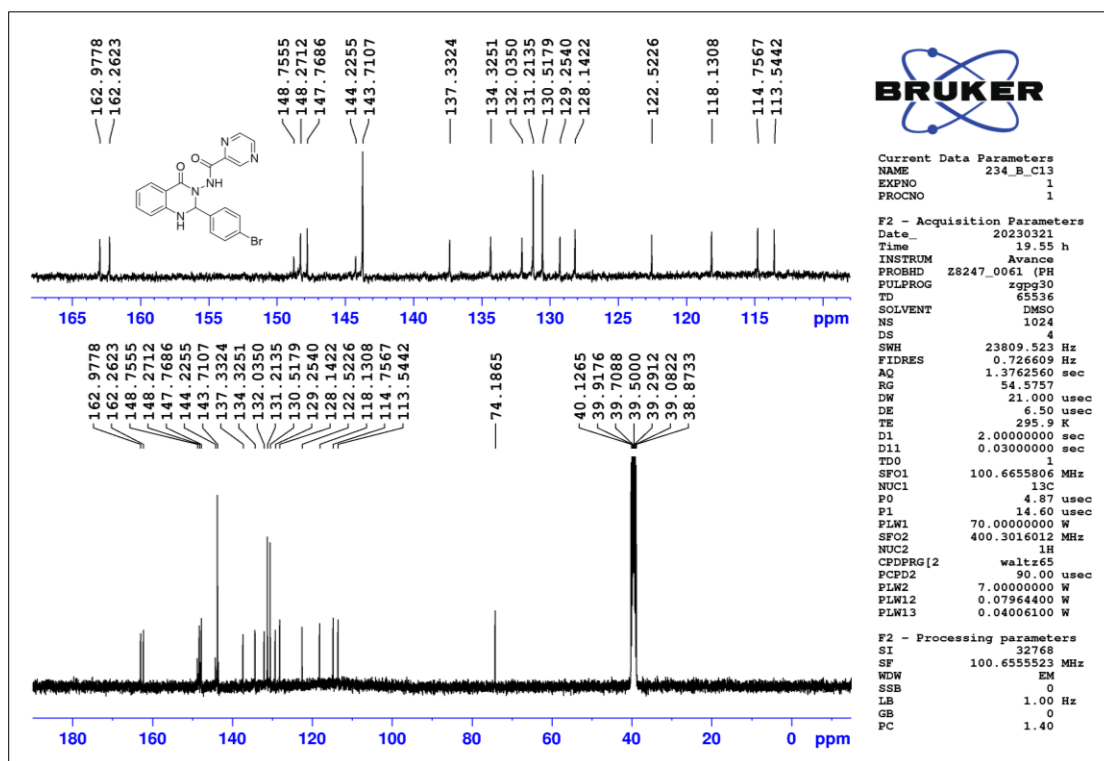 162.9778
162.2623
148.7555
148.2712
147.7686
144.2255
143.7107
137.3324
134.3251
132.0350
131.2135
130.5179
129.2540
128.1422
122.5226
118.1308
114.7567
113.5442
N
N
O
O
N
NH
N
H
Br
165 160 155 150 145 140 135 130 125 120 115 ppm
162.9778
162.2623
148.7555
148.2712
147.7686
144.2255
143.7107
137.3324
134.3251
132.0350
131.2135
130.5179
129.2540
128.1422
122.5226
118.1308
114.7567
113.5442
74.1865
40.1265
39.9176
39.7088
39.5000
39.2912
39.0822
38.8733
180 160 140 120 100 80 60 40 20 0 ppm
BRUKER
Current Data Parameters
NAME 234_B_C13
EXPNO 1
PROCNO 1
F2 - Acquisition Parameters
Date_ 20230321
Time 19.55 h
INSTRUM Avance
PROBHD Z8247_0061 (PH
PULPROG zgpg30
TD 65536
SOLVENT DMSO
NS 1024
DS 4
SWH 23809.523 Hz
FIDRES 0.726609 Hz
AQ 1.3762560 sec
RG 54.5757
DW 21.000 usec
DE 6.50 usec
TE 295.9 K
D1 2.00000000 sec
D11 0.03000000 sec
TD0 1
SFO1 100.6655806 MHz
NUC1 13C
P0 4.87 usec
P1 14.60 usec
PLW1 70.00000000 W
SFO2 400.3016012 MHz
NUC2 1H
CPDPRG[2 waltz65
PCPD2 90.00 usec
PLW2 7.00000000 W
PLW12 0.07964400 W
PLW13 0.04006100 W
F2 - Processing parameters
SI 32768
SF 100.6555523 MHz
WDW EM
SSB 0
LB 1.00 Hz
GB 0
PC 1.40